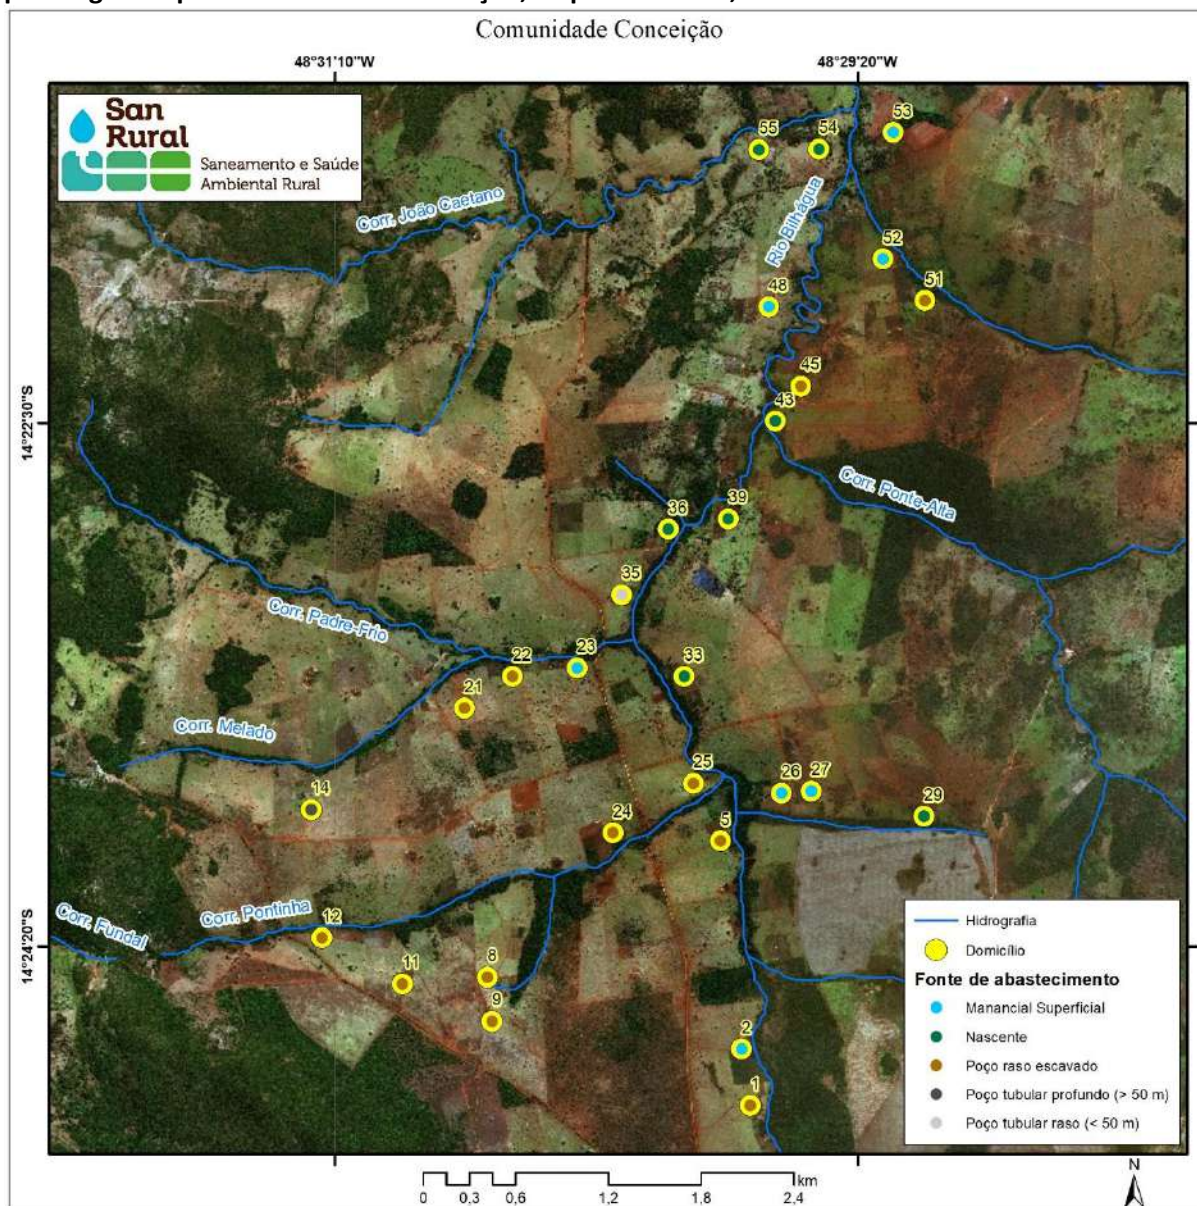 Comunidade Conceição
48°31'10"W
48°29'20"W
San
Rural
Saneamento e Saúde
Ambiental Rural
53
55
54
Corr. João Caetano
Rio Bilhágua
52
51
48
45
43
14°22'30"S
Corr. Ponte-Alta
39
36
35
Corr. Padre-Frio
23
22
33
21
Corr. Melado
25
26
27
14
29
24
5
Corr. Pontinha
Corr. Fundal
12
14°24'20"S
8
11
9
2
1
Hidrografia
Domicílio
Fonte de abastecimento
Manancial Superficial
Nascente
Poço raso escavado
Poço tubular profundo (> 50 m)
Poço tubular raso (< 50 m)
0 0,3 0,6 1,2 1,8 2,4 km
N